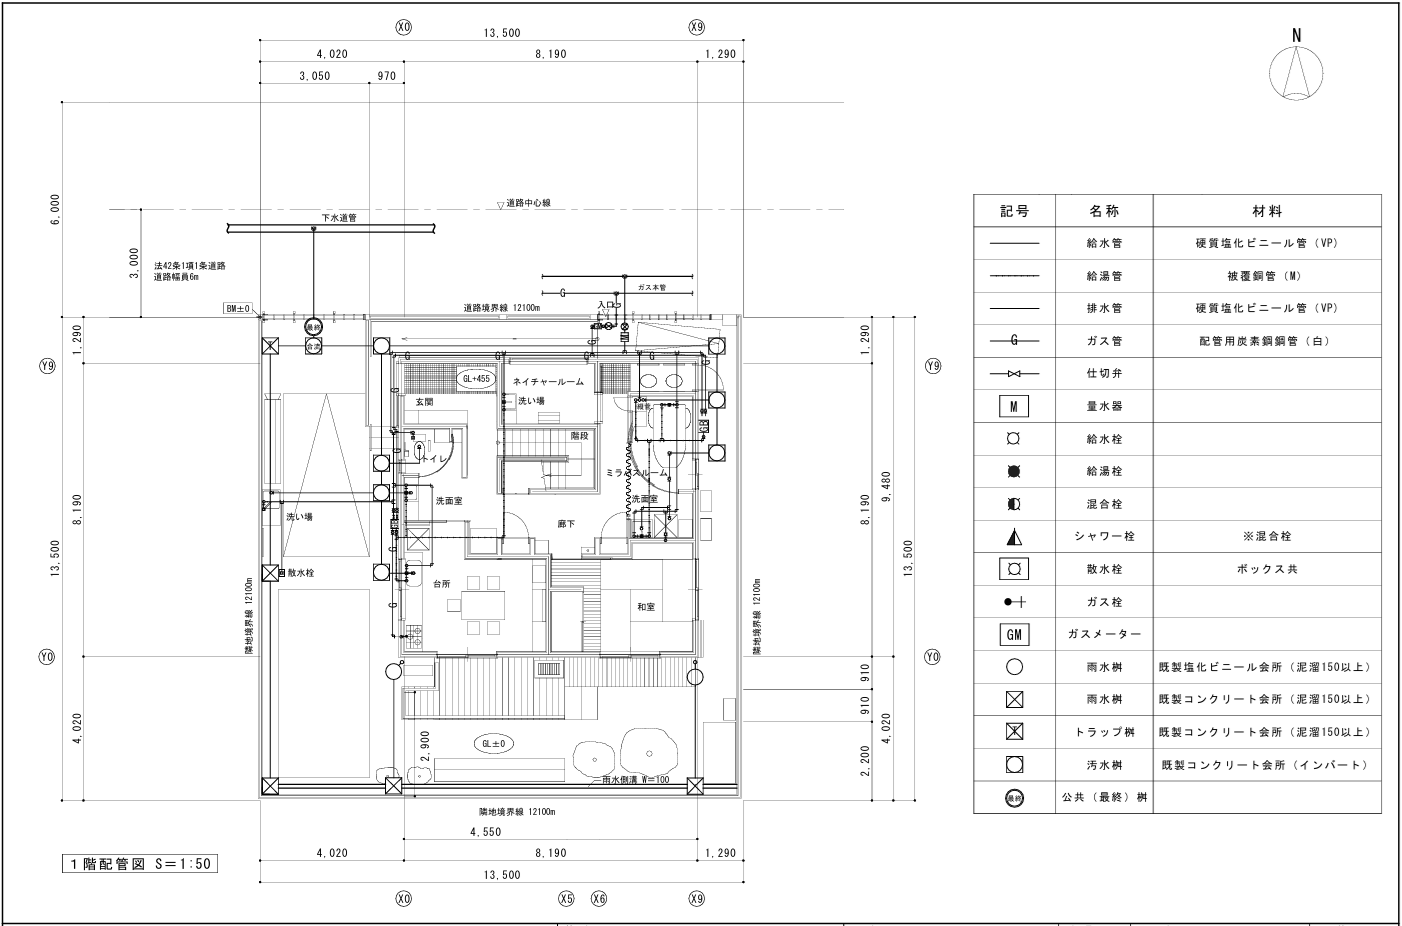 X0
X9
13,500
4,020
8,190
1,290
3,050
970
N
6,000
3,000
下水道管
道路中心線
法42条1項1条道路
道路幅員6m
BM±0
道路境界線 12100m
G
ガス本管
入口
G
最終
合流
T
M
G
G
G
G
G
1,290
1,290
Y9
Y9
GL+455
ネイチャールーム
玄関
洗い場
階段
GM
トイレ
ミラバスルーム
洗面室
洗面室
廊下
洗い場
散水栓
台所
和室
G
G
G
8,190
13,500
8,190
9,480
13,500
隣地境界線 12100m
隣地境界線 12100m
Y0
Y0
910
910
4,020
4,020
2,200
2,900
GL±0
雨水側溝 W=100
隣地境界線 12100m
4,550
4,020
8,190
1,290
13,500
X0
X5
X6
X9
1階配管図 S=1:50
記号 名称 材料
給水管 硬質塩化ビニール管（VP）
給湯管 被覆銅管（M）
排水管 硬質塩化ビニール管（VP）
G ガス管 配管用炭素鋼鋼管（白）
仕切弁
M 量水器
給水栓
給湯栓
混合栓
シャワー栓 ※混合栓
散水栓 ボックス共
ガス栓
GM ガスメーター
雨水桝 既製塩化ビニール会所（泥溜150以上）
雨水桝 既製コンクリート会所（泥溜150以上）
T トラップ桝 既製コンクリート会所（泥溜150以上）
汚水桝 既製コンクリート会所（インバート）
最終 公共（最終）桝